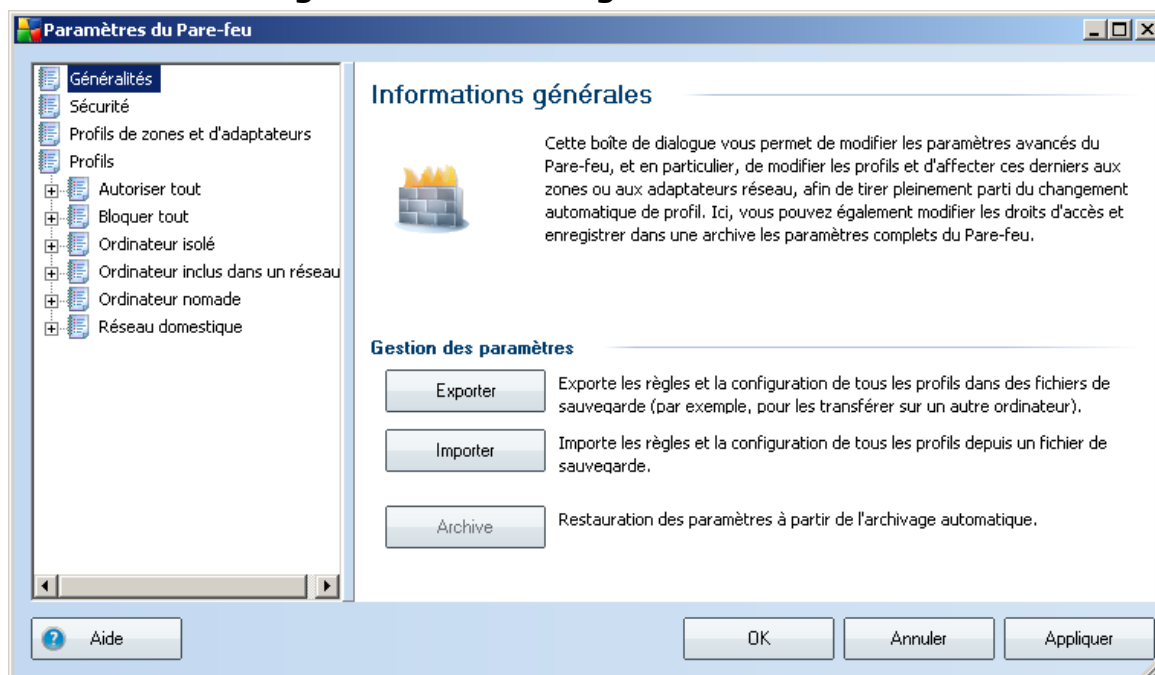 Paramètres du Pare-feu
Généralités
Sécurité
Profils de zones et d'adaptateurs
Profils
Autoriser tout
Bloquer tout
Ordinateur isolé
Ordinateur inclus dans un réseau
Ordinateur nomade
Réseau domestique
Informations générales
Cette boîte de dialogue vous permet de modifier les paramètres avancés du
Pare-feu, et en particulier, de modifier les profils et d'affecter ces derniers aux
zones ou aux adaptateurs réseau, afin de tirer pleinement parti du changement
automatique de profil. Ici, vous pouvez également modifier les droits d'accès et
enregistrer dans une archive les paramètres complets du Pare-feu.
Gestion des paramètres
Exporter
Exporte les règles et la configuration de tous les profils dans des fichiers de
sauvegarde (par exemple, pour les transférer sur un autre ordinateur).
Importer
Importe les règles et la configuration de tous les profils depuis un fichier de
sauvegarde.
Archive
Restauration des paramètres à partir de l'archivage automatique.
Aide
OK
Annuler
Appliquer